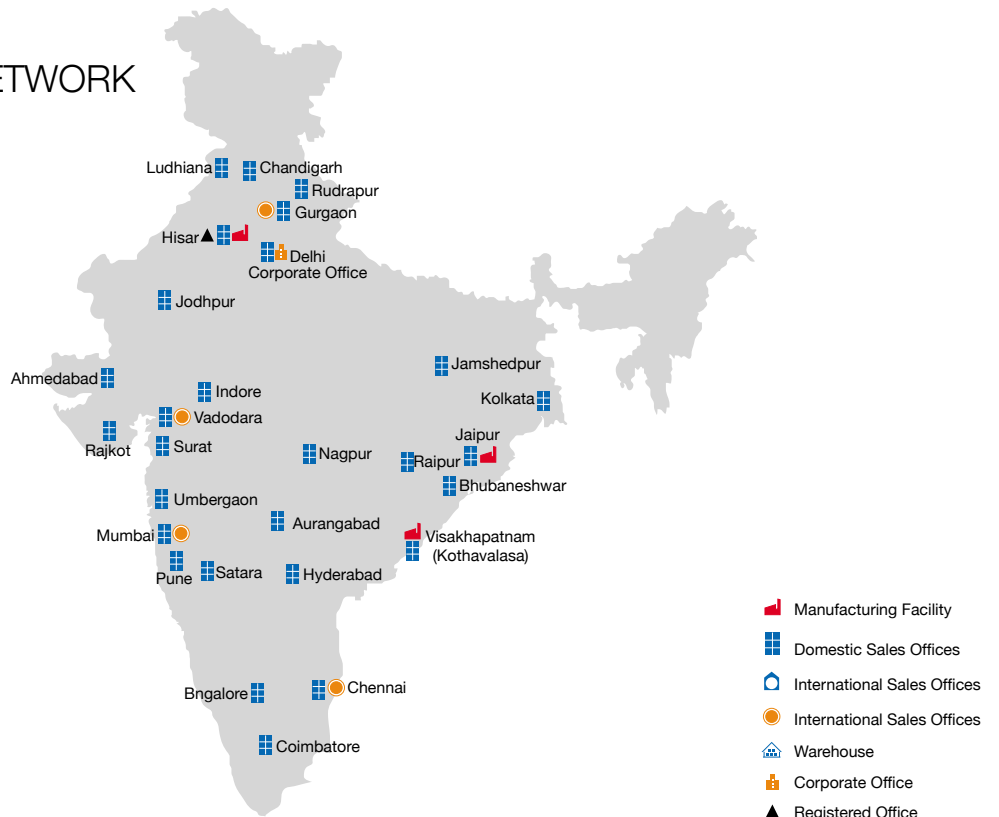 ETWORK
Ludhiana
Chandigarh
Rudrapur
Gurgaon
Hisar
Delhi
Corporate Office
Jodhpur
Jamshedpur
Ahmedabad
Indore
Kolkata
Vadodara
Jaipur
Rajkot
Surat
Nagpur
Raipur
Bhubaneshwar
Umbergaon
Aurangabad
Mumbai
Visakhapatnam
(Kothavalasa)
Pune
Satara
Hyderabad
Manufacturing Facility
Domestic Sales Offices
International Sales Offices
Bngalore
Chennai
International Sales Offices
Coimbatore
Warehouse
Corporate Office
Registered Office